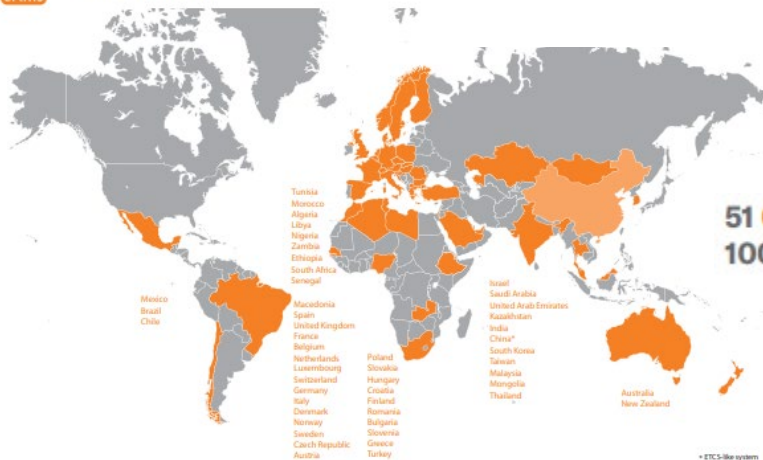 Mexico
Brazil
Chile
Tunisia
Morocco
Algeria
Libya
Nigeria
Zambia
Ethiopia
South Africa
Senegal
Macedonia
Spain
United Kingdom
France
Belgium
Netherlands
Luxembourg
Switzerland
Germany
Italy
Denmark
Norway
Sweden
Czech Republic
Austria
Poland
Slovakia
Hungary
Croatia
Finland
Romania
Bulgaria
Slovenia
Greece
Turkey
Israel
Saudi Arabia
United Arab Emirates
Kazakhstan
India
China*
South Korea
Taiwan
Malaysia
Mongolia
Thailand
Australia
New Zealand
51
100
* ETCS-like system